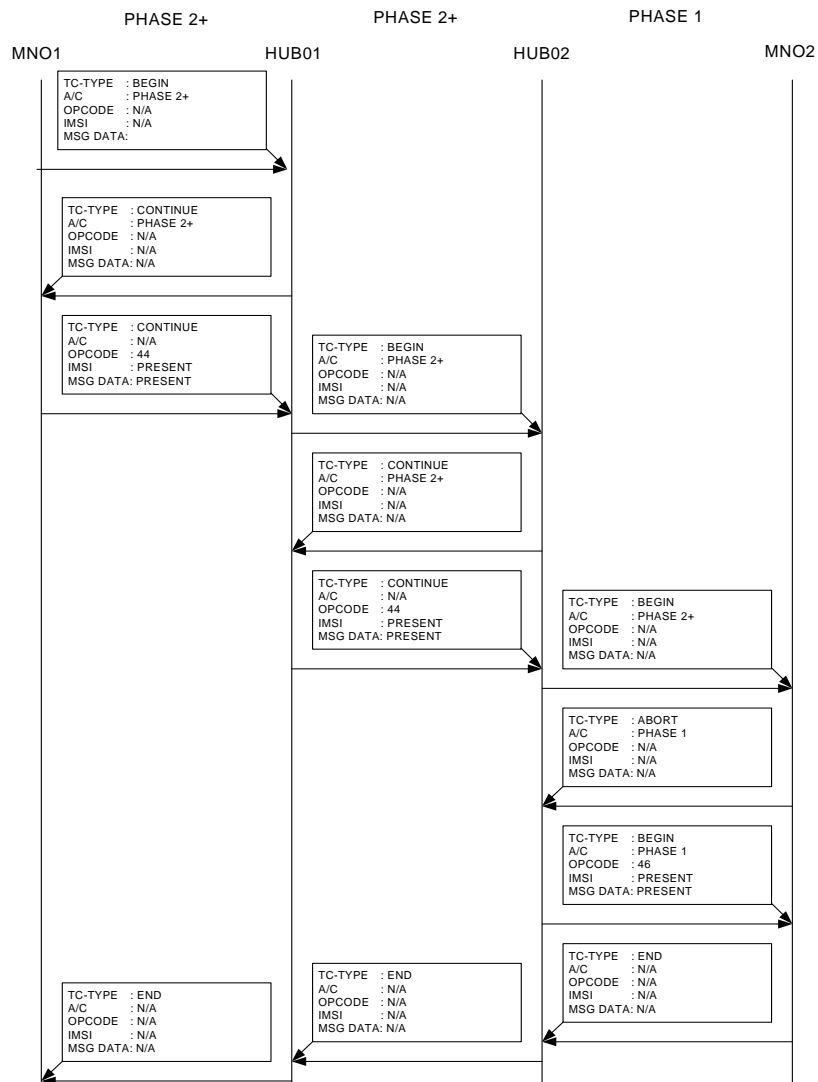 PHASE 2+
PHASE 2+
PHASE 1
MNO1
HUB01
HUB02
MNO2
TC-TYPE : BEGIN
A/C : PHASE 2+
OPCODE : N/A
IMSI : N/A
MSG DATA:
TC-TYPE : CONTINUE
A/C : PHASE 2+
OPCODE : N/A
IMSI : N/A
MSG DATA: N/A
TC-TYPE : CONTINUE
A/C : N/A
OPCODE : 44
IMSI : PRESENT
MSG DATA: PRESENT
TC-TYPE : BEGIN
A/C : PHASE 2+
OPCODE : N/A
IMSI : N/A
MSG DATA: N/A
TC-TYPE : CONTINUE
A/C : PHASE 2+
OPCODE : N/A
IMSI : N/A
MSG DATA: N/A
TC-TYPE : CONTINUE
A/C : N/A
OPCODE : 44
IMSI : PRESENT
MSG DATA: PRESENT
TC-TYPE : BEGIN
A/C : PHASE 2+
OPCODE : N/A
IMSI : N/A
MSG DATA: N/A
TC-TYPE : ABORT
A/C : PHASE 1
OPCODE : N/A
IMSI : N/A
MSG DATA: N/A
TC-TYPE : BEGIN
A/C : PHASE 1
OPCODE : 46
IMSI : PRESENT
MSG DATA: PRESENT
TC-TYPE : END
A/C : N/A
OPCODE : N/A
IMSI : N/A
MSG DATA: N/A
TC-TYPE : END
A/C : N/A
OPCODE : N/A
IMSI : N/A
MSG DATA: N/A
TC-TYPE : END
A/C : N/A
OPCODE : N/A
IMSI : N/A
MSG DATA: N/A